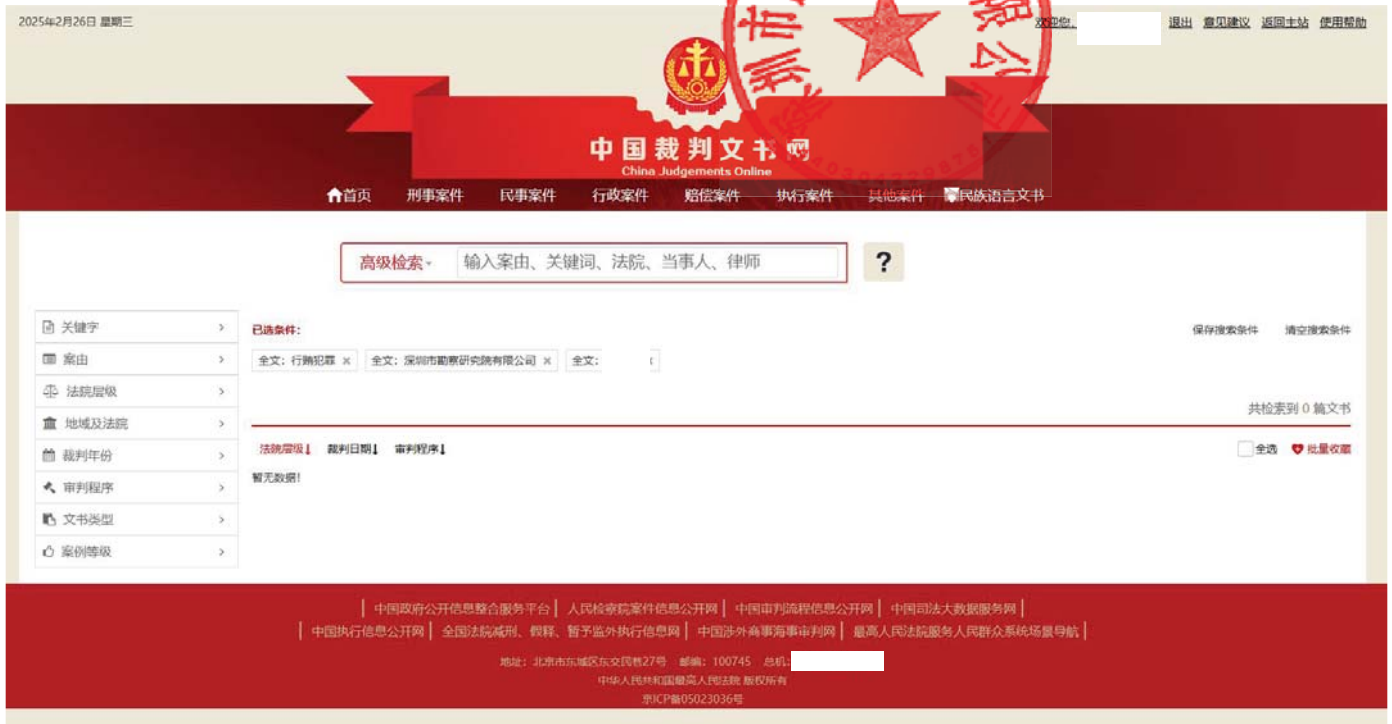 2025年2月26日 星期三
欢迎您， 退出 意见建议 返回主站 使用帮助
圳市 限公
中国裁判文书网
China Judgements Online
首页 刑事案件 民事案件 行政案件 赔偿案件 执行案件 其他案件 民族语言文书
高级检索 输入案由、关键词、法院、当事人、律师 ?
关键字
案由
法院层级
地域及法院
裁判年份
审判程序
文书类型
案例等级
已选条件： 保存搜索条件 清空搜索条件
全文：行贿犯罪 × 全文：深圳市勘察研究院有限公司 × 全文：
共检索到 0 篇文书
法院层级 裁判日期 审判程序 全选 批量收藏
暂无数据!
中国政府公开信息整合服务平台 | 人民检察院案件信息公开网 | 中国审判流程信息公开网 | 中国司法大数据服务网 |
中国执行信息公开网 | 全国法院减刑、假释、暂予监外执行信息网 | 中国涉外商事海事审判网 | 最高人民法院服务人民群众系统场景导航 |
地址：北京市东城区东交民巷27号 邮编：100745 总机：
中华人民共和国最高人民法院 版权所有
京ICP备05023036号